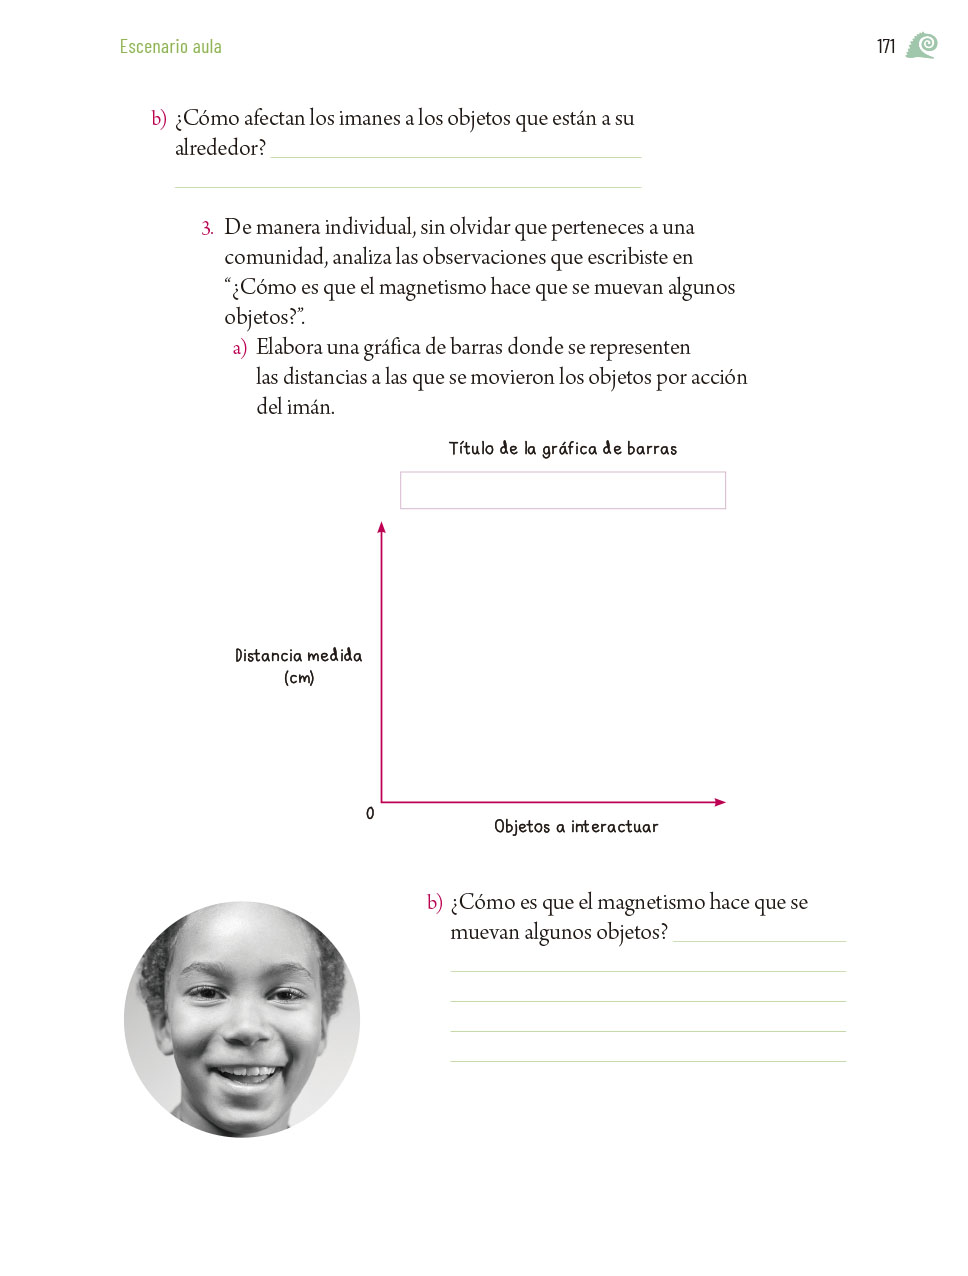 Escenario aula
171
b) ¿Cómo afectan los imanes a los objetos que están a su
alrededor?
3. De manera individual, sin olvidar que perteneces a una
comunidad, analiza las observaciones que escribiste en
“¿Cómo es que el magnetismo hace que se muevan algunos
objetos?”.
a) Elabora una gráfica de barras donde se representen
las distancias a las que se movieron los objetos por acción
del imán.
Título de la gráfica de barras
Distancia medida
(cm)
0
Objetos a interactuar
b) ¿Cómo es que el magnetismo hace que se
muevan algunos objetos?